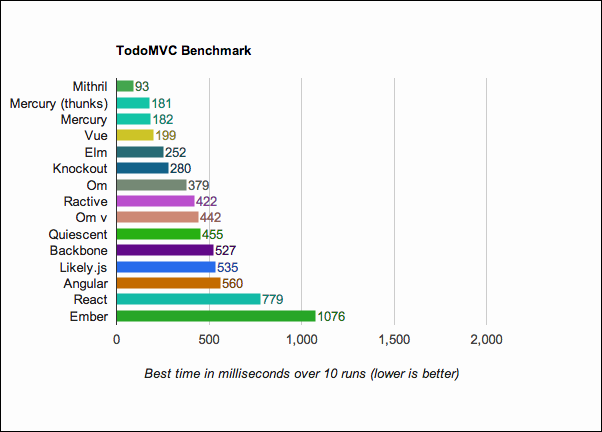 TodoMVC Benchmark
Mithril 93
Mercury (thunks) 181
Mercury 182
Vue 199
Elm 252
Knockout 280
Om 379
Ractive 422
Om v 442
Quiescent 455
Backbone 527
Likely.js 535
Angular 560
React 779
Ember 1076
0 500 1,000 1,500 2,000
Best time in milliseconds over 10 runs (lower is better)